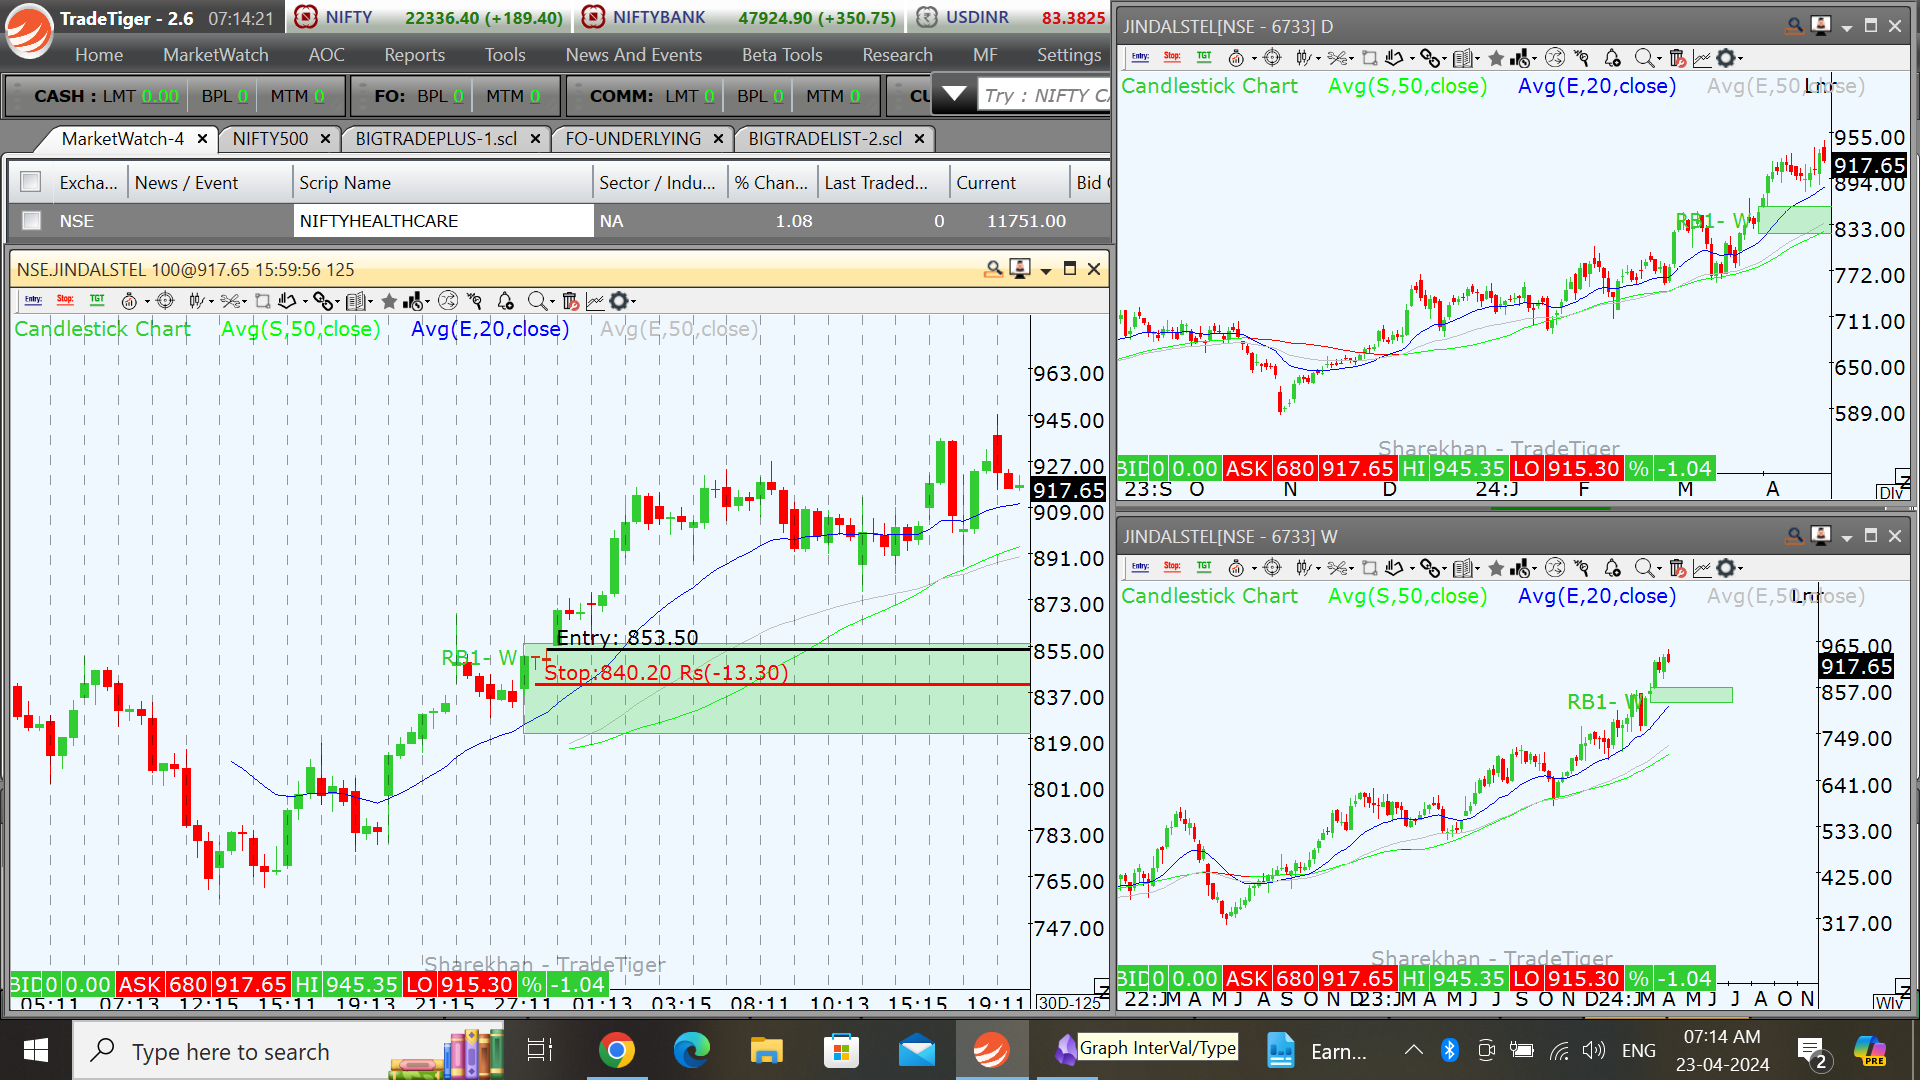 TradeTiger - 2.6 07:14:21 NIFTY 22336.40 (+189.40) NIFTYBANK 47924.90 (+350.75) USDINR 83.3825
Home MarketWatch AOC Reports Tools News And Events Beta Tools Research MF Settings
CASH : LMT 0.00 BPL 0 MTM 0 FO: BPL 0 MTM 0 COMM: LMT 0 BPL 0 MTM 0 Try : NIFTY
MarketWatch-4 NIFTY500 BIGTRADEPLUS-1.scl FO-UNDERLYING BIGTRADELIST-2.scl
Excha... News / Event Scrip Name Sector / Indu... % Chan... Last Traded... Current Bid
NSE NIFTYHEALTHCARE NA 1.08 0 11751.00
NSE.JINDALSTEL 100@917.65 15:59:56 125
Entry: Stop: TGT
Candlestick Chart Avg(S,50,close) Avg(E,20,close) Avg(E,50,close)
963.00
945.00
927.00
917.65
909.00
891.00
873.00
Entry: 853.50
855.00
RB1- W
Stop:840.20 Rs(-13.30)
837.00
819.00
801.00
783.00
765.00
747.00
Sharekhan - TradeTiger
BID 0 0.00 ASK 680 917.65 HI 945.35 LO 915.30 % -1.04
05:11 07:13 12:15 15:11 19:13 21:15 27:11 01:13 03:15 08:11 10:13 15:15 19:11 30D-125
JINDALSTEL[NSE - 6733] D
Entry: Stop: TGT
Candlestick Chart Avg(S,50,close) Avg(E,20,close) Avg(E,50,close)
955.00
917.65
894.00
RB1- W
833.00
772.00
711.00
650.00
589.00
Sharekhan - TradeTiger
BID 0 0.00 ASK 680 917.65 HI 945.35 LO 915.30 % -1.04
23:S O N D 24:J F M A
JINDALSTEL[NSE - 6733] W
Entry: Stop: TGT
Candlestick Chart Avg(S,50,close) Avg(E,20,close) Avg(E,50,close)
965.00
917.65
RB1- W
857.00
749.00
641.00
533.00
425.00
317.00
Sharekhan - TradeTiger
BID 0 0.00 ASK 680 917.65 HI 945.35 LO 915.30 % -1.04
22:J M A M J A S O N D 23:J M A M J J S O N D 24:J M A M J J A O N
Type here to search
Graph InterVal/Type
Earn...
ENG
07:14 AM
23-04-2024
2
PRE